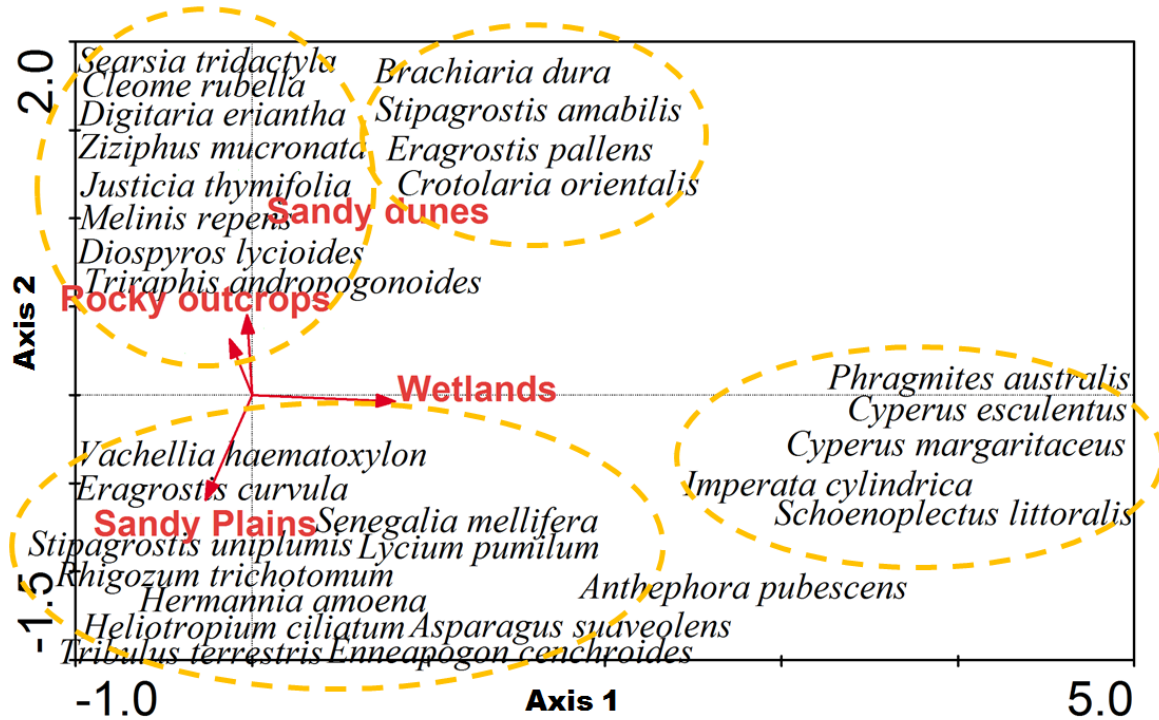 2.0
Searsia tridactyla
Cleome rubella
Digitaria eriantha
Ziziphus mucronata
Justicia thymifolia
Melinis repens
Diospyros lycioides
Triraphis andropogonoides
Brachiaria dura
Stipagrostis amabilis
Eragrostis pallens
Crotolaria orientalis
Sandy dunes
Rocky outcrops
Axis 2
Wetlands
Phragmites australis
Cyperus esculentus
Cyperus margaritaceus
Imperata cylindrica
Schoenoplectus littoralis
Vachellia haematoxylon
Eragrostis curvula
Sandy Plains
Senegalia mellifera
Stipagrostis uniplumis
Lycium pumilum
Rhigozum trichotomum
Anthephora pubescens
Hermannia amoena
Heliotropium ciliatum
Asparagus suaveolens
Tribulus terrestris
Enneapogon cenchroides
-1.5
-1.0
Axis 1
5.0